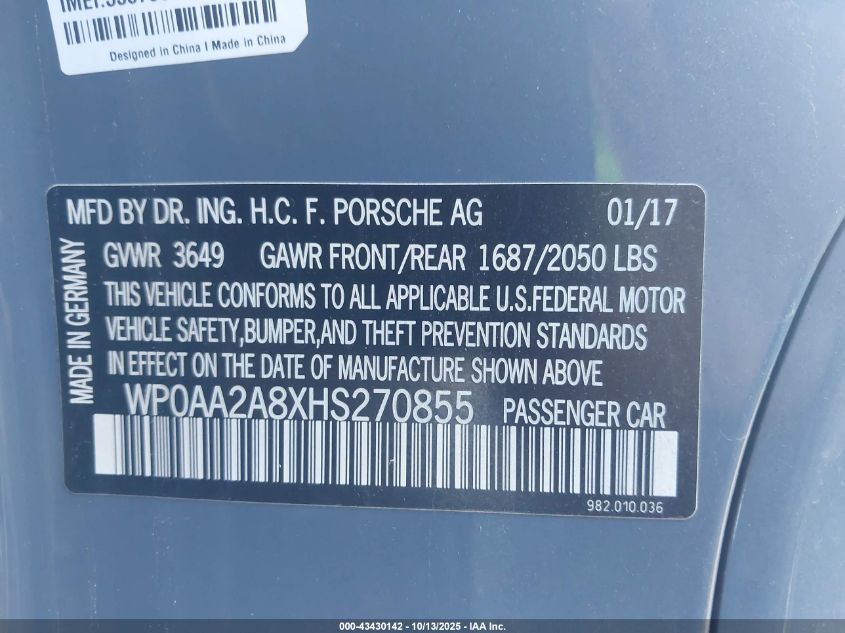 Designed in China | Made in China
MFD BY DR. ING. H.C. F. PORSCHE AG 01/17
GVWR 3649 GAWR FRONT/REAR 1687/2050 LBS
THIS VEHICLE CONFORMS TO ALL APPLICABLE U.S.FEDERAL MOTOR
VEHICLE SAFETY,BUMPER,AND THEFT PREVENTION STANDARDS
IN EFFECT ON THE DATE OF MANUFACTURE SHOWN ABOVE
WP0AA2A8XHS270855 PASSENGER CAR
MADE IN GERMANY
982.010.036
000-43430142 - 10/13/2025 - IAA Inc.